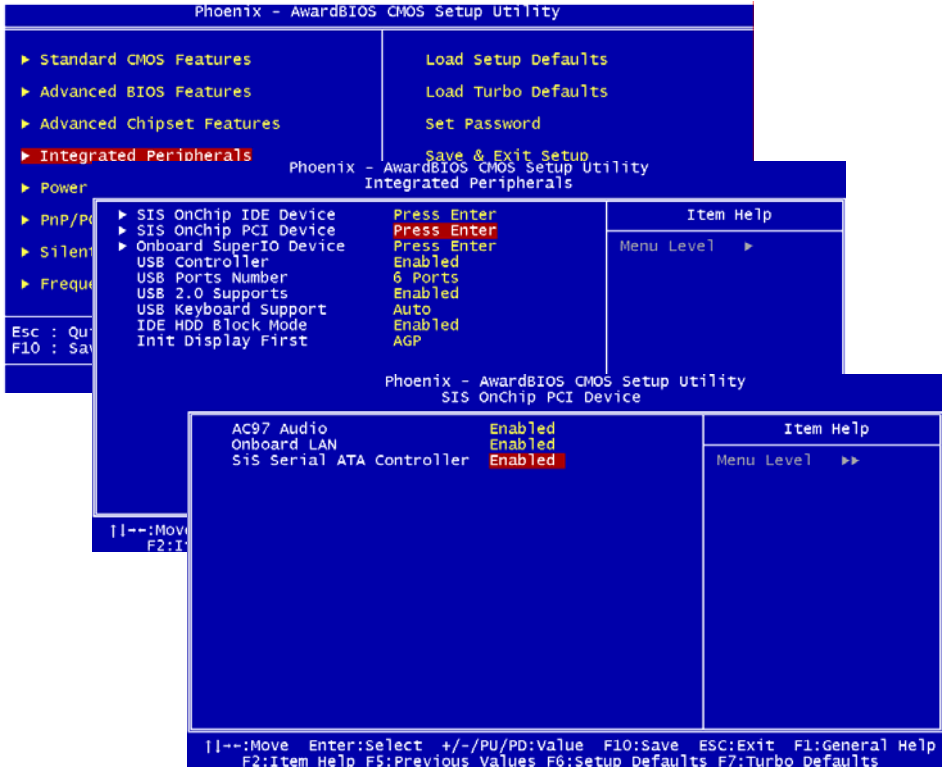 Phoenix - AwardBIOS CMOS Setup Utility
▶ Standard CMOS Features
▶ Advanced BIOS Features
▶ Advanced Chipset Features
▶ Integrated Peripherals
▶ Power
▶ PnP/P
▶ Silen
▶ Freque
Load Setup Defaults
Load Turbo Defaults
Set Password
Save & Exit Setup
Esc : Qu
F10 : Sa
Phoenix - AwardBIOS CMOS Setup Utility
Integrated Peripherals
▶ SIS OnChip IDE Device Press Enter
▶ SIS OnChip PCI Device Press Enter
▶ Onboard SuperIO Device Press Enter
USB Controller Enabled
USB Ports Number 6 Ports
USB 2.0 Supports Enabled
USB Keyboard Support Auto
IDE HDD Block Mode Enabled
Init Display First AGP
Item Help
Menu Level ▶
↑↓→←:Mov
F2:I
Phoenix - AwardBIOS CMOS Setup Utility
SIS OnChip PCI Device
AC97 Audio Enabled
Onboard LAN Enabled
SiS Serial ATA Controller Enabled
Item Help
Menu Level ▶▶
↑↓→←:Move Enter:Select +/-/PU/PD:Value F10:Save ESC:Exit F1:General Help
F2:Item Help F5:Previous Values F6:Setup Defaults F7:Turbo Defaults